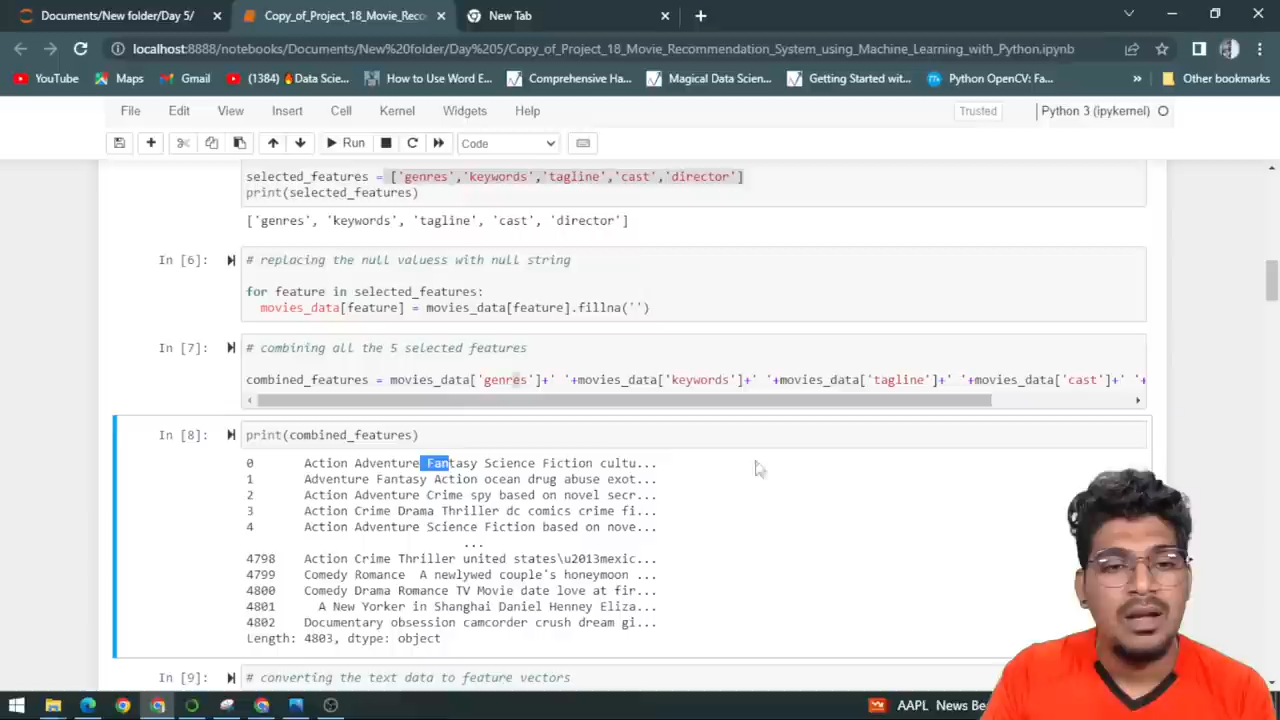 Documents/New folder/Day 5/
Copy_of_Project_18_Movie_Reco
New Tab
localhost:8888/notebooks/Documents/New%20folder/Day%205/Copy_of_Project_18_Movie_Recommendation_System_using_Machine_Learning_with_Python.ipynb
YouTube
Maps
Gmail
(1384) 🔥Data Scie...
How to Use Word E...
Comprehensive Ha...
Magical Data Scien...
Getting Started wit...
Python OpenCV: Fa...
»
Other bookmarks
File
Edit
View
Insert
Cell
Kernel
Widgets
Help
Trusted
Python 3 (ipykernel)
Run
Code
selected_features = ['genres','keywords','tagline','cast','director']
print(selected_features)
['genres', 'keywords', 'tagline', 'cast', 'director']
In [6]:
# replacing the null valuess with null string
for feature in selected_features:
movies_data[feature] = movies_data[feature].fillna('')
In [7]:
# combining all the 5 selected features
combined_features = movies_data['genres']+' '+movies_data['keywords']+' '+movies_data['tagline']+' '+movies_data['cast']+' '+
In [8]:
print(combined_features)
0 Action Adventure Fantasy Science Fiction cultu...
1 Adventure Fantasy Action ocean drug abuse exot...
2 Action Adventure Crime spy based on novel secr...
3 Action Crime Drama Thriller dc comics crime fi...
4 Action Adventure Science Fiction based on nove...
...
4798 Action Crime Thriller united states\u2013mexic...
4799 Comedy Romance A newlywed couple's honeymoon ...
4800 Comedy Drama Romance TV Movie date love at fir...
4801 A New Yorker in Shanghai Daniel Henney Eliza...
4802 Documentary obsession camcorder crush dream gi...
Length: 4803, dtype: object
In [9]:
# converting the text data to feature vectors
AAPL News Be